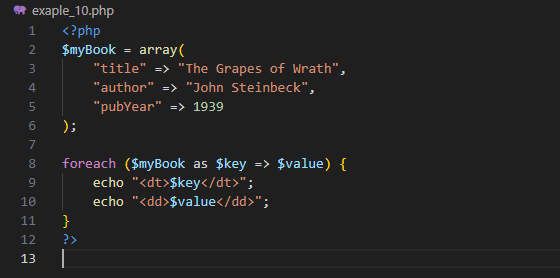 exaple_10.php
1 <?php
2 $myBook = array(
3     "title" => "The Grapes of Wrath",
4     "author" => "John Steinbeck",
5     "pubYear" => 1939
6 );
7
8 foreach ($myBook as $key => $value) {
9     echo "<dt>$key</dt>";
10     echo "<dd>$value</dd>";
11 }
12 ?>
13